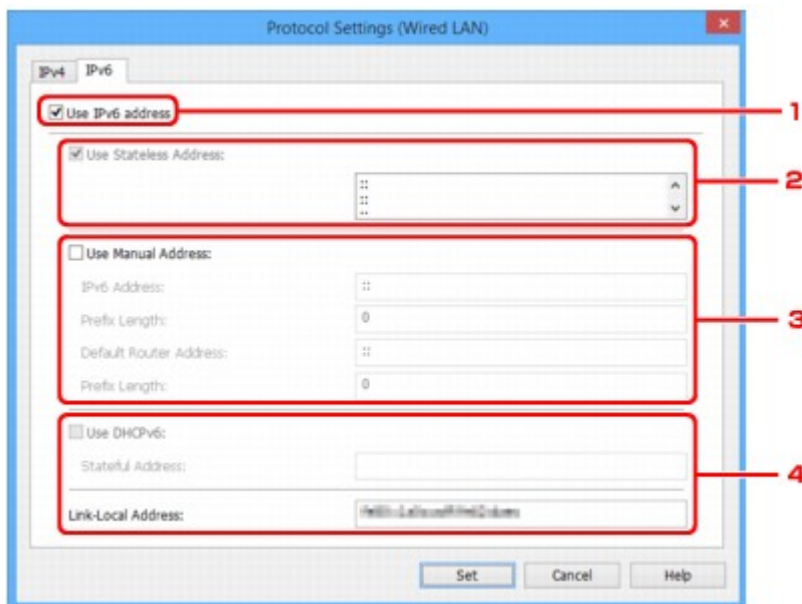 Protocol Settings (Wired LAN)
IPv4 IPv6
Use IPv6 address 1
Use Stateless Address: 2
::
::
::
Use Manual Address: 3
IPv6 Address: ::
Prefix Length: 0
Default Router Address: ::
Prefix Length: 0
Use DHCPv6: 4
Stateful Address:
Link-Local Address:
Set Cancel Help